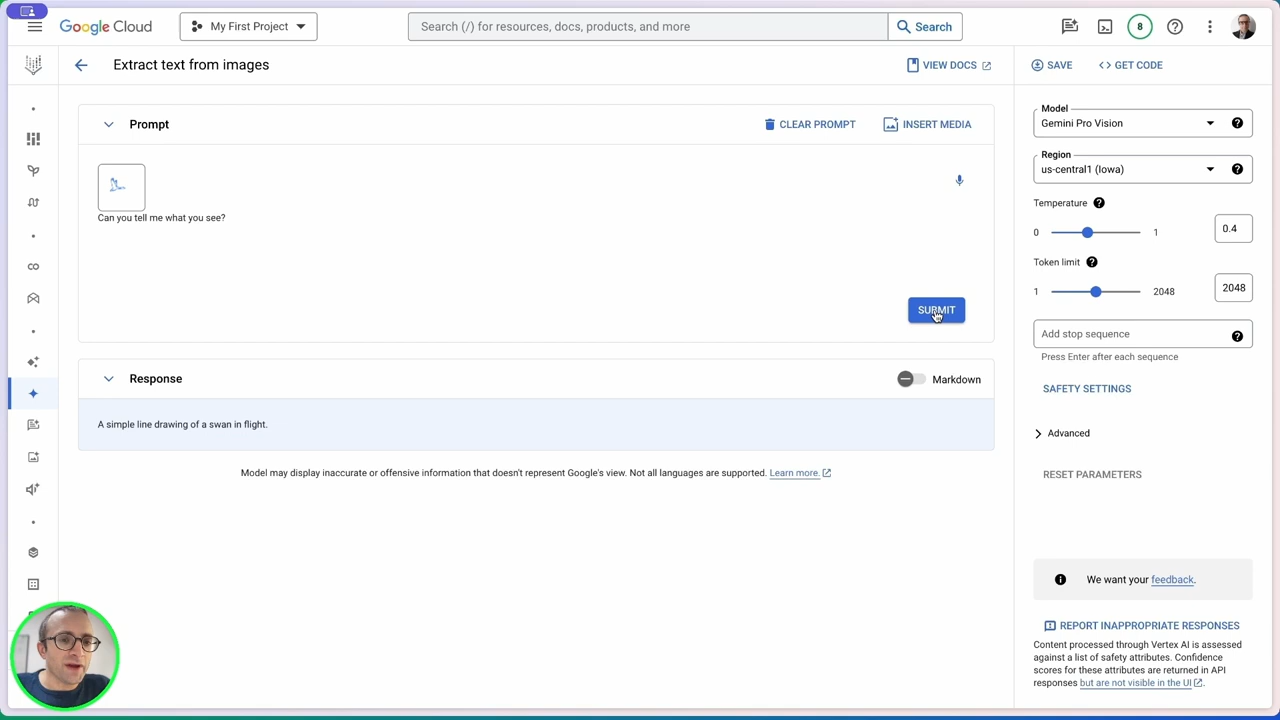 Google Cloud
My First Project
Search (/) for resources, docs, products, and more
Search
8
Extract text from images
VIEW DOCS
SAVE
GET CODE
Prompt
CLEAR PROMPT
INSERT MEDIA
Can you tell me what you see?
SUBMIT
Response
Markdown
A simple line drawing of a swan in flight.
Model may display inaccurate or offensive information that doesn't represent Google's view. Not all languages are supported. Learn more.
Model
Gemini Pro Vision
Region
us-central1 (Iowa)
Temperature
0
1
0.4
Token limit
1
2048
2048
Add stop sequence
Press Enter after each sequence
SAFETY SETTINGS
Advanced
RESET PARAMETERS
We want your feedback.
REPORT INAPPROPRIATE RESPONSES
Content processed through Vertex AI is assessed
against a list of safety attributes. Confidence
scores for these attributes are returned in API
responses but are not visible in the UI.